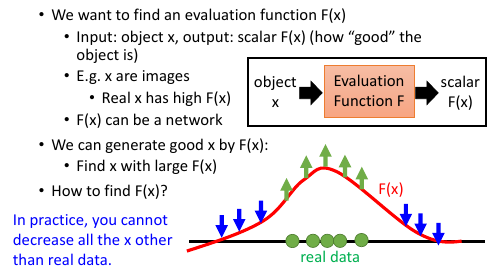 • We want to find an evaluation function F(x)
• Input: object x, output: scalar F(x) (how “good” the
object is)
• E.g. x are images
• Real x has high F(x)
• F(x) can be a network
object
x
Evaluation
Function F
scalar
F(x)
• We can generate good x by F(x):
• Find x with large F(x)
• How to find F(x)?
F(x)
In practice, you cannot
decrease all the x other
than real data.
real data